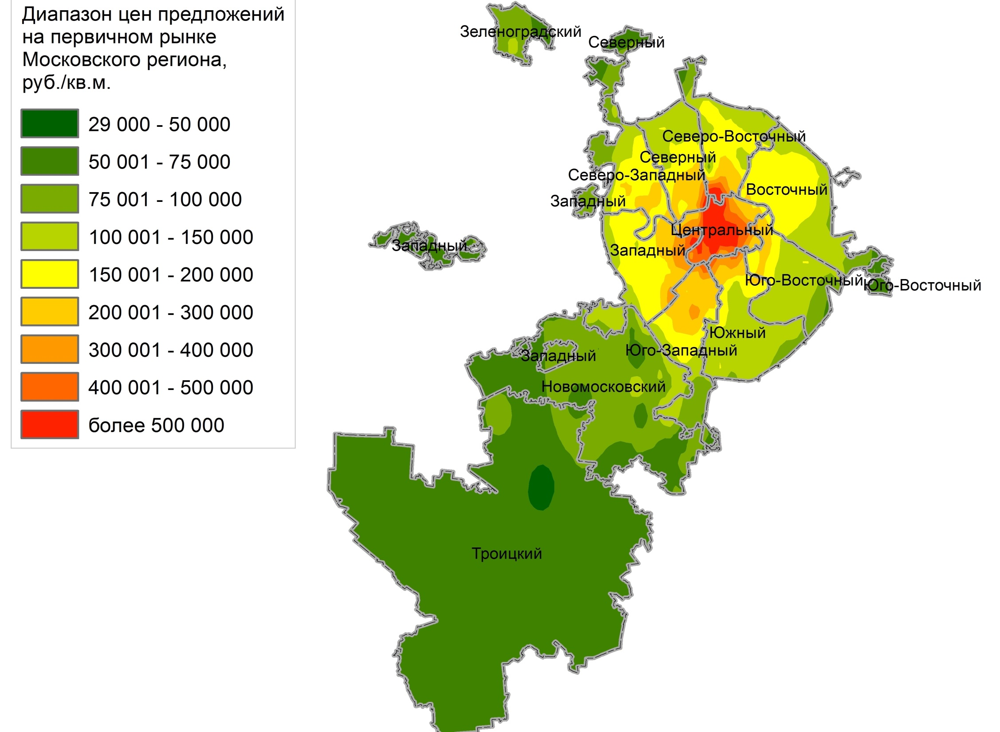 Диапазон цен предложений
на первичном рынке
Московского региона,
руб./кв.м.
29 000 - 50 000
50 001 - 75 000
75 001 - 100 000
100 001 - 150 000
150 001 - 200 000
200 001 - 300 000
300 001 - 400 000
400 001 - 500 000
более 500 000
Зеленоградский
Северный
Северо-Восточный
Северный
Северо-Западный
Восточный
Западный
Центральный
Западный
Западный
Юго-Восточный
Юго-Восточный
Южный
Юго-Западный
Западный
Новомосковский
Троицкий